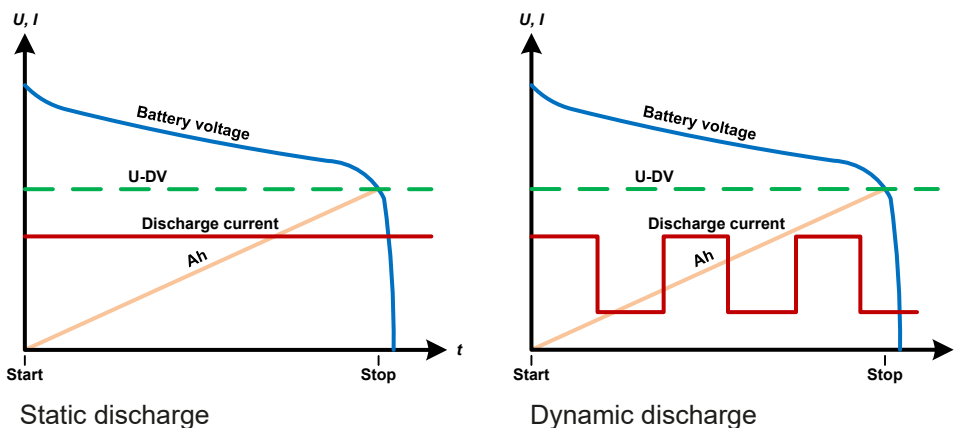 U, I
Battery voltage
U-DV
Discharge current
Ah
t
Start
Stop
Static discharge
U, I
Battery voltage
U-DV
Discharge current
Ah
Start
Stop
Dynamic discharge